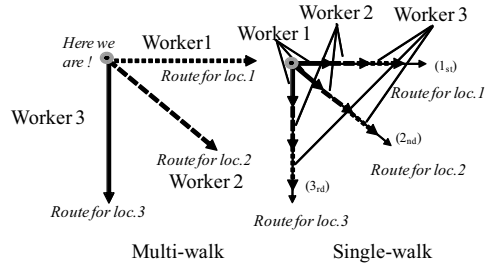 Here we
are !
Worker1
Route for loc.1
Worker 3
Route for loc.2
Worker 2
Route for loc.3
Multi-walk
Worker 1
Worker 2
Worker 3
(1st)
Route for loc.1
(2nd)
Route for loc.2
(3rd)
Route for loc.3
Single-walk